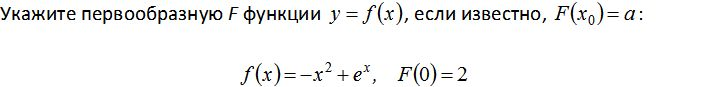 Укажите первообразную F функции y = f(x), если известно, F(x₀) = a :
f(x) = −x² + eˣ, F(0) = 2